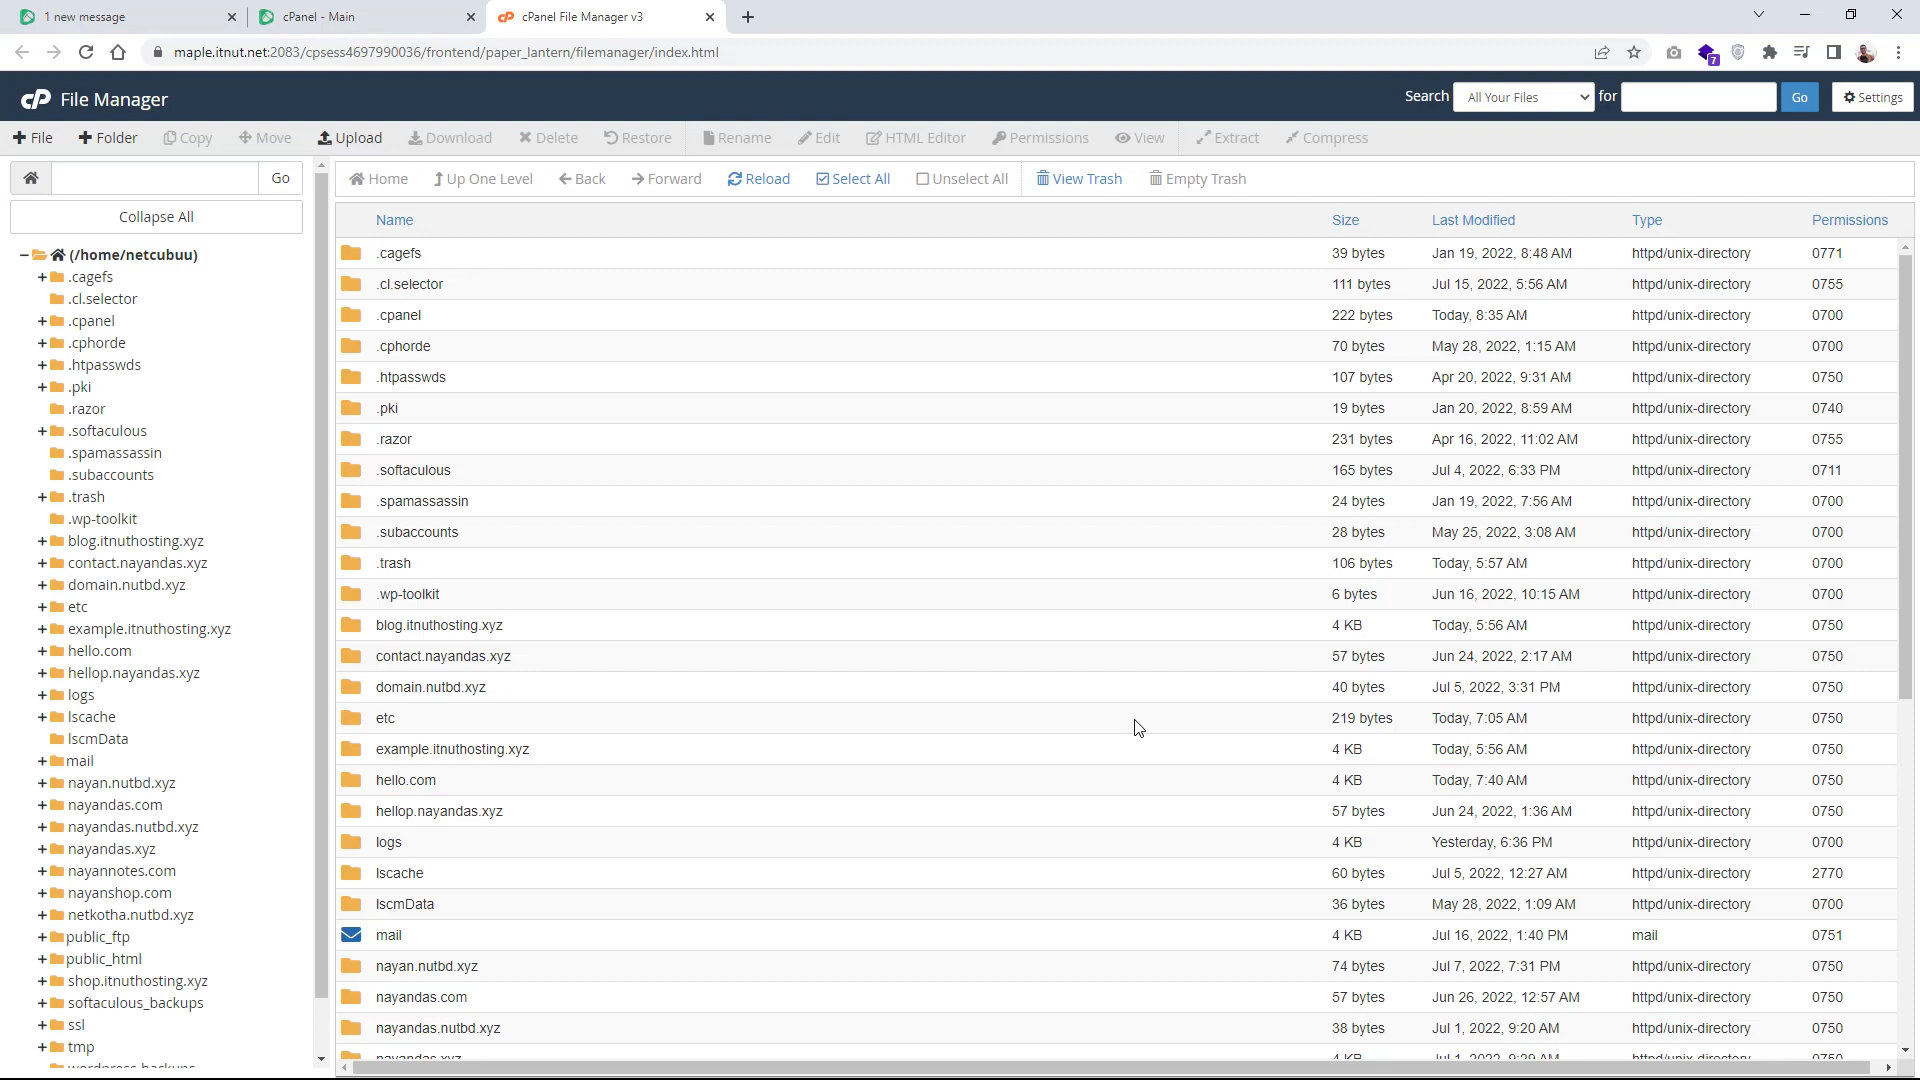 1 new message
cPanel - Main
cPanel File Manager v3
maple.itnut.net:2083/cpsess4697990036/frontend/paper_lantern/filemanager/index.html
7
cP File Manager
Search All Your Files for Go Settings
File Folder Copy Move Upload Download Delete Restore Rename Edit HTML Editor Permissions View Extract Compress
Go
Collapse All
(/home/netcubuu)
.cagefs
.cl.selector
.cpanel
.cphorde
.htpasswds
.pki
.razor
.softaculous
.spamassassin
.subaccounts
.trash
.wp-toolkit
blog.itnuthosting.xyz
contact.nayandas.xyz
domain.nutbd.xyz
etc
example.itnuthosting.xyz
hello.com
hellop.nayandas.xyz
logs
lscache
lscmData
mail
nayan.nutbd.xyz
nayandas.com
nayandas.nutbd.xyz
nayandas.xyz
nayannotes.com
nayanshop.com
netkotha.nutbd.xyz
public_ftp
public_html
shop.itnuthosting.xyz
softaculous_backups
ssl
tmp
wordpress-backups
Home Up One Level Back Forward Reload Select All Unselect All View Trash Empty Trash
Name Size Last Modified Type Permissions
.cagefs 39 bytes Jan 19, 2022, 8:48 AM httpd/unix-directory 0771
.cl.selector 111 bytes Jul 15, 2022, 5:56 AM httpd/unix-directory 0755
.cpanel 222 bytes Today, 8:35 AM httpd/unix-directory 0700
.cphorde 70 bytes May 28, 2022, 1:15 AM httpd/unix-directory 0700
.htpasswds 107 bytes Apr 20, 2022, 9:31 AM httpd/unix-directory 0750
.pki 19 bytes Jan 20, 2022, 8:59 AM httpd/unix-directory 0740
.razor 231 bytes Apr 16, 2022, 11:02 AM httpd/unix-directory 0755
.softaculous 165 bytes Jul 4, 2022, 6:33 PM httpd/unix-directory 0711
.spamassassin 24 bytes Jan 19, 2022, 7:56 AM httpd/unix-directory 0700
.subaccounts 28 bytes May 25, 2022, 3:08 AM httpd/unix-directory 0700
.trash 106 bytes Today, 5:57 AM httpd/unix-directory 0700
.wp-toolkit 6 bytes Jun 16, 2022, 10:15 AM httpd/unix-directory 0700
blog.itnuthosting.xyz 4 KB Today, 5:56 AM httpd/unix-directory 0750
contact.nayandas.xyz 57 bytes Jun 24, 2022, 2:17 AM httpd/unix-directory 0750
domain.nutbd.xyz 40 bytes Jul 5, 2022, 3:31 PM httpd/unix-directory 0750
etc 219 bytes Today, 7:05 AM httpd/unix-directory 0750
example.itnuthosting.xyz 4 KB Today, 5:56 AM httpd/unix-directory 0750
hello.com 4 KB Today, 7:40 AM httpd/unix-directory 0750
hellop.nayandas.xyz 57 bytes Jun 24, 2022, 1:36 AM httpd/unix-directory 0750
logs 4 KB Yesterday, 6:36 PM httpd/unix-directory 0700
lscache 60 bytes Jul 5, 2022, 12:27 AM httpd/unix-directory 2770
lscmData 36 bytes May 28, 2022, 1:09 AM httpd/unix-directory 0700
mail 4 KB Jul 16, 2022, 1:40 PM mail 0751
nayan.nutbd.xyz 74 bytes Jul 7, 2022, 7:31 PM httpd/unix-directory 0750
nayandas.com 57 bytes Jun 26, 2022, 12:57 AM httpd/unix-directory 0750
nayandas.nutbd.xyz 38 bytes Jul 1, 2022, 9:20 AM httpd/unix-directory 0750
nayandas.xyz 4 KB Jul 1, 2022, 9:29 AM httpd/unix-directory 0750